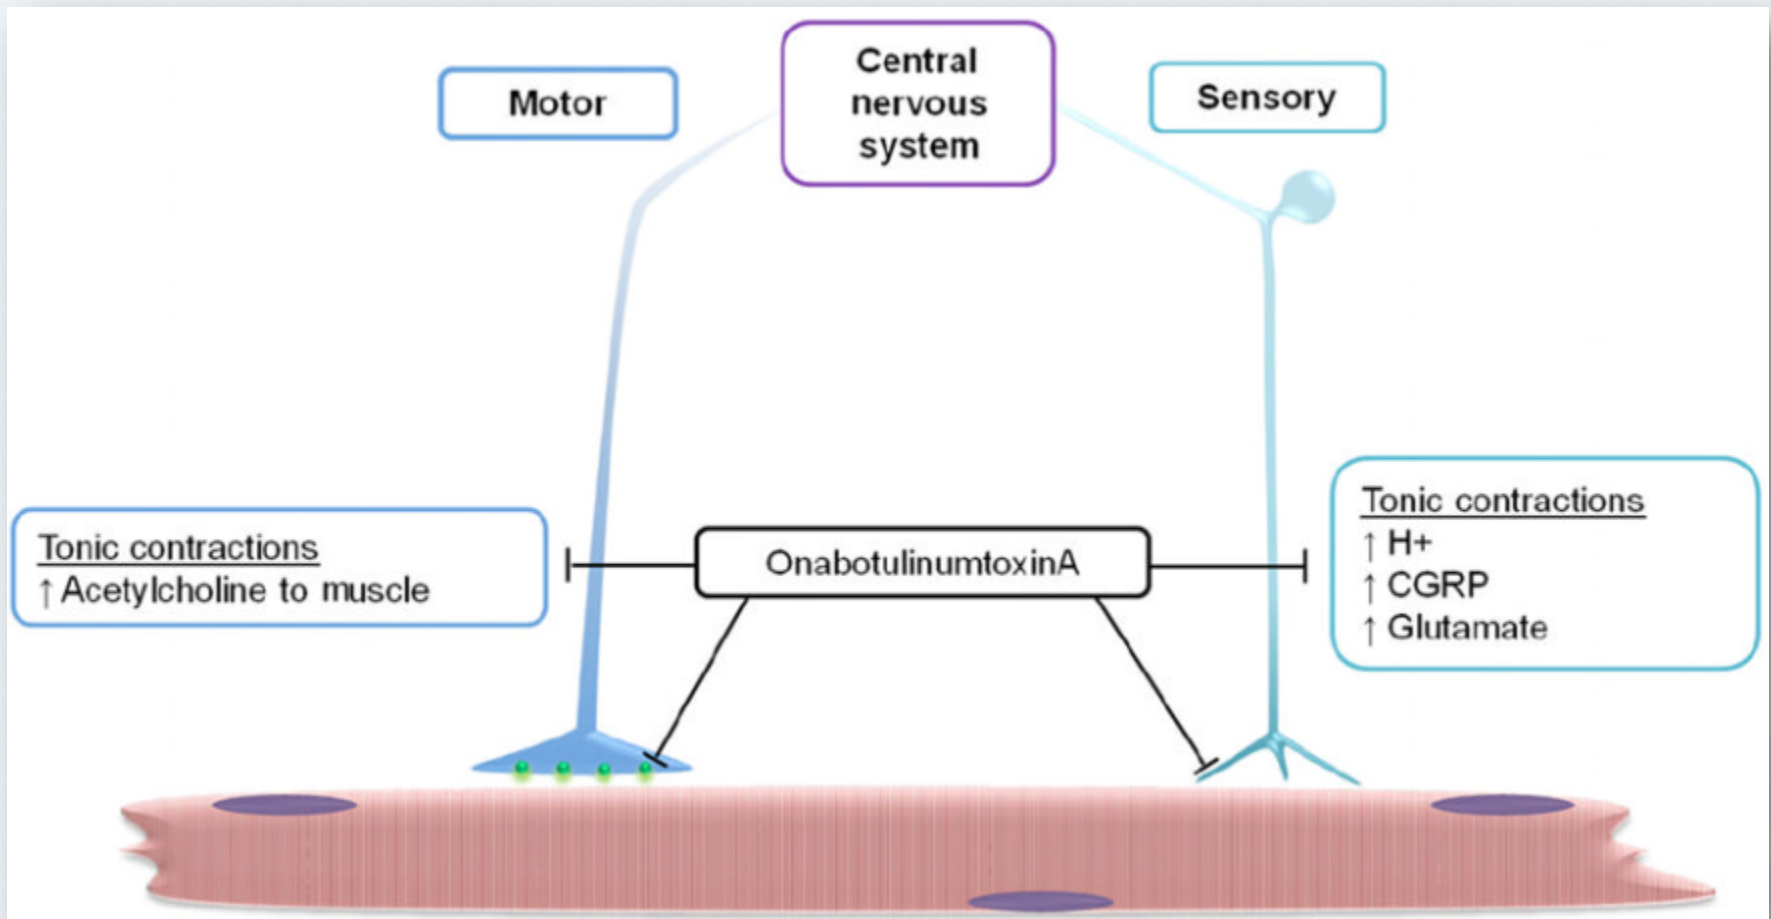 Motor
Central
nervous
system
Sensory
Tonic contractions
↑ Acetylcholine to muscle
OnabotulinumtoxinA
Tonic contractions
↑ H+
↑ CGRP
↑ Glutamate